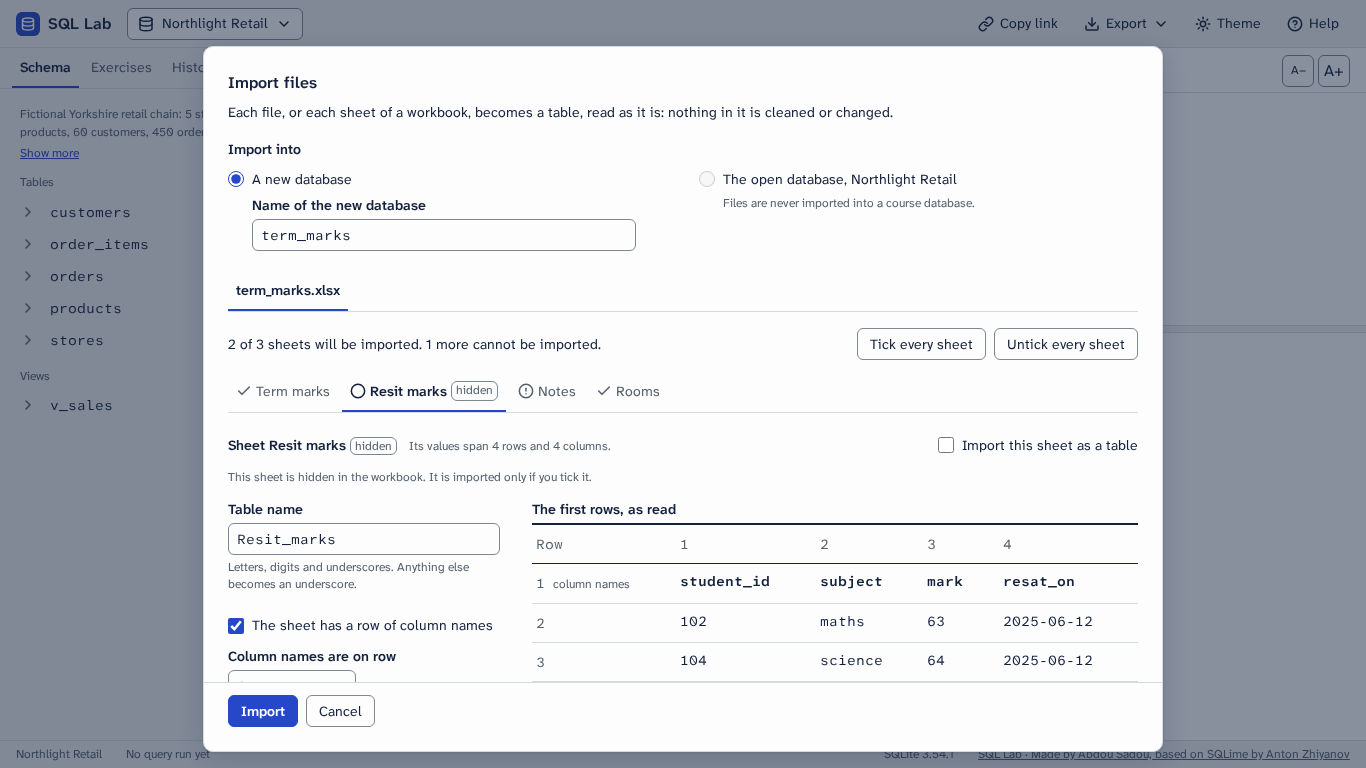 SQL Lab
Northlight Retail
Copy link
Export
Theme
Help
Schema
Exercises
A−
A+
Fictional Yorkshire retail chain: 5
products, 60 customers, 450
Show more
Tables
customers
order_items
orders
products
stores
Views
v_sales
Import files
Each file, or each sheet of a workbook, becomes a table, read as it is: nothing in it is cleaned or changed.
Import into
A new database
The open database, Northlight Retail
Name of the new database
Files are never imported into a course database.
term_marks
term_marks.xlsx
2 of 3 sheets will be imported. 1 more cannot be imported.
Tick every sheet
Untick every sheet
Term marks
Resit marks hidden
Notes
Rooms
Sheet Resit marks hidden Its values span 4 rows and 4 columns.
Import this sheet as a table
This sheet is hidden in the workbook. It is imported only if you tick it.
Table name
Resit_marks
Letters, digits and underscores. Anything else
becomes an underscore.
The sheet has a row of column names
Column names are on row
The first rows, as read
Row 1 2 3 4
1 column names student_id subject mark resat_on
2 102 maths 63 2025-06-12
3 104 science 64 2025-06-12
Import
Cancel
Northlight Retail
No query run yet
SQLite 3.54.1
SQL Lab · Made by Abdou Sadou, based on SQLime by Anton Zhiyanov